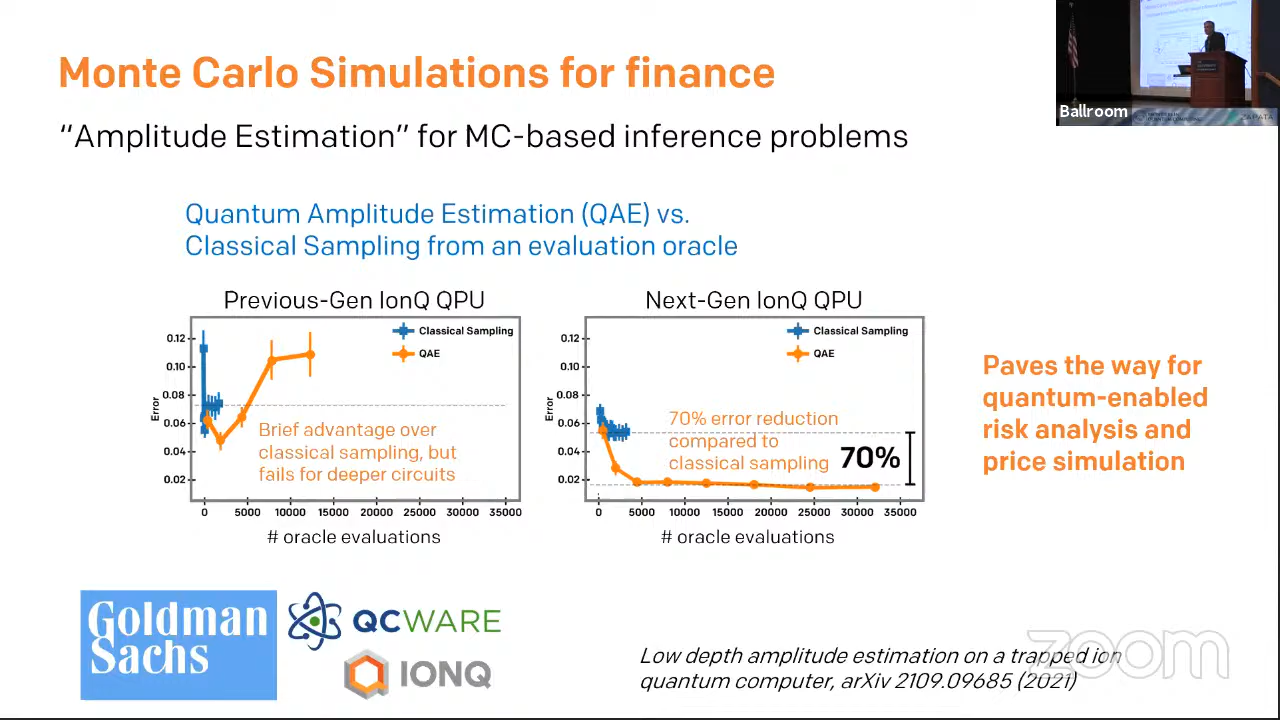 Monte Carlo Simulations for finance
Ballroom
“Amplitude Estimation” for MC-based inference problems
Quantum Amplitude Estimation (QAE) vs.
Classical Sampling from an evaluation oracle
Previous-Gen IonQ QPU
Classical Sampling
QAE
0.12
0.10
0.08
0.06
0.04
0.02
Error
Brief advantage over
classical sampling, but
fails for deeper circuits
0 5000 10000 15000 20000 25000 30000 35000
# oracle evaluations
Next-Gen IonQ QPU
Classical Sampling
QAE
0.12
0.10
0.08
0.06
0.04
0.02
Error
70% error reduction
compared to
classical sampling
70%
0 5000 10000 15000 20000 25000 30000 35000
# oracle evaluations
Paves the way for
quantum-enabled
risk analysis and
price simulation
Goldman
Sachs
QCWARE
IONQ
Low depth amplitude estimation on a trapped ion
quantum computer, arXiv 2109.09685 (2021)
zoom